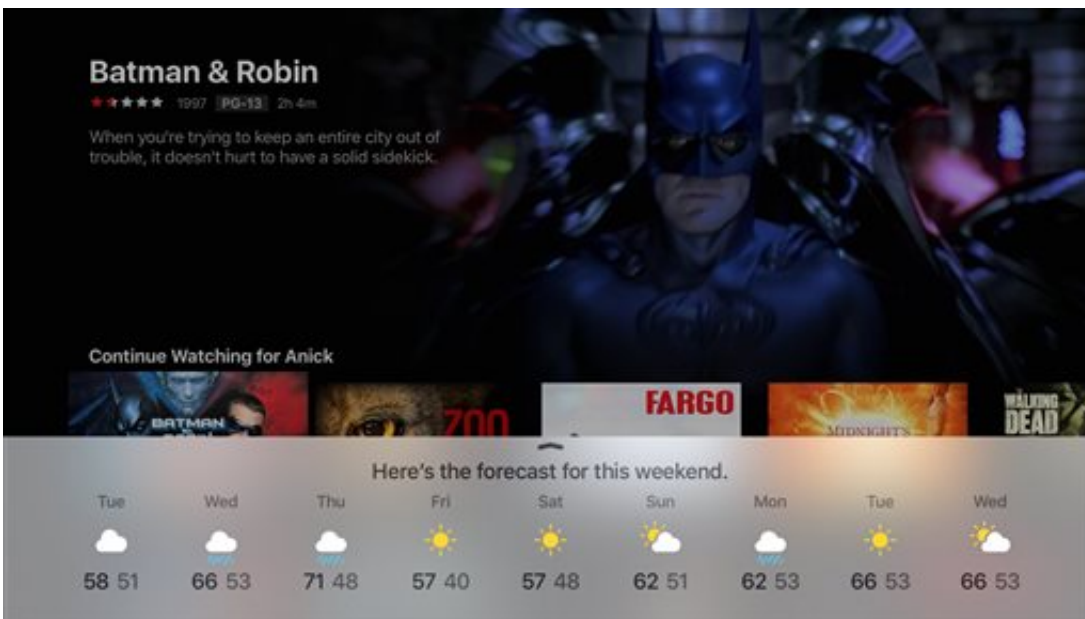 Batman & Robin
1997 PG-13 2h 4m
When you're trying to keep an entire city out of
trouble, it doesn't hurt to have a solid sidekick.
Continue Watching for Anick
BATMAN
ZOO
FARGO
MIDNIGHT'S
WALKING
DEAD
Here's the forecast for this weekend.
Tue Wed Thu Fri Sat Sun Mon Tue Wed
58 51 66 53 71 48 57 40 57 48 62 51 62 53 66 53 66 53